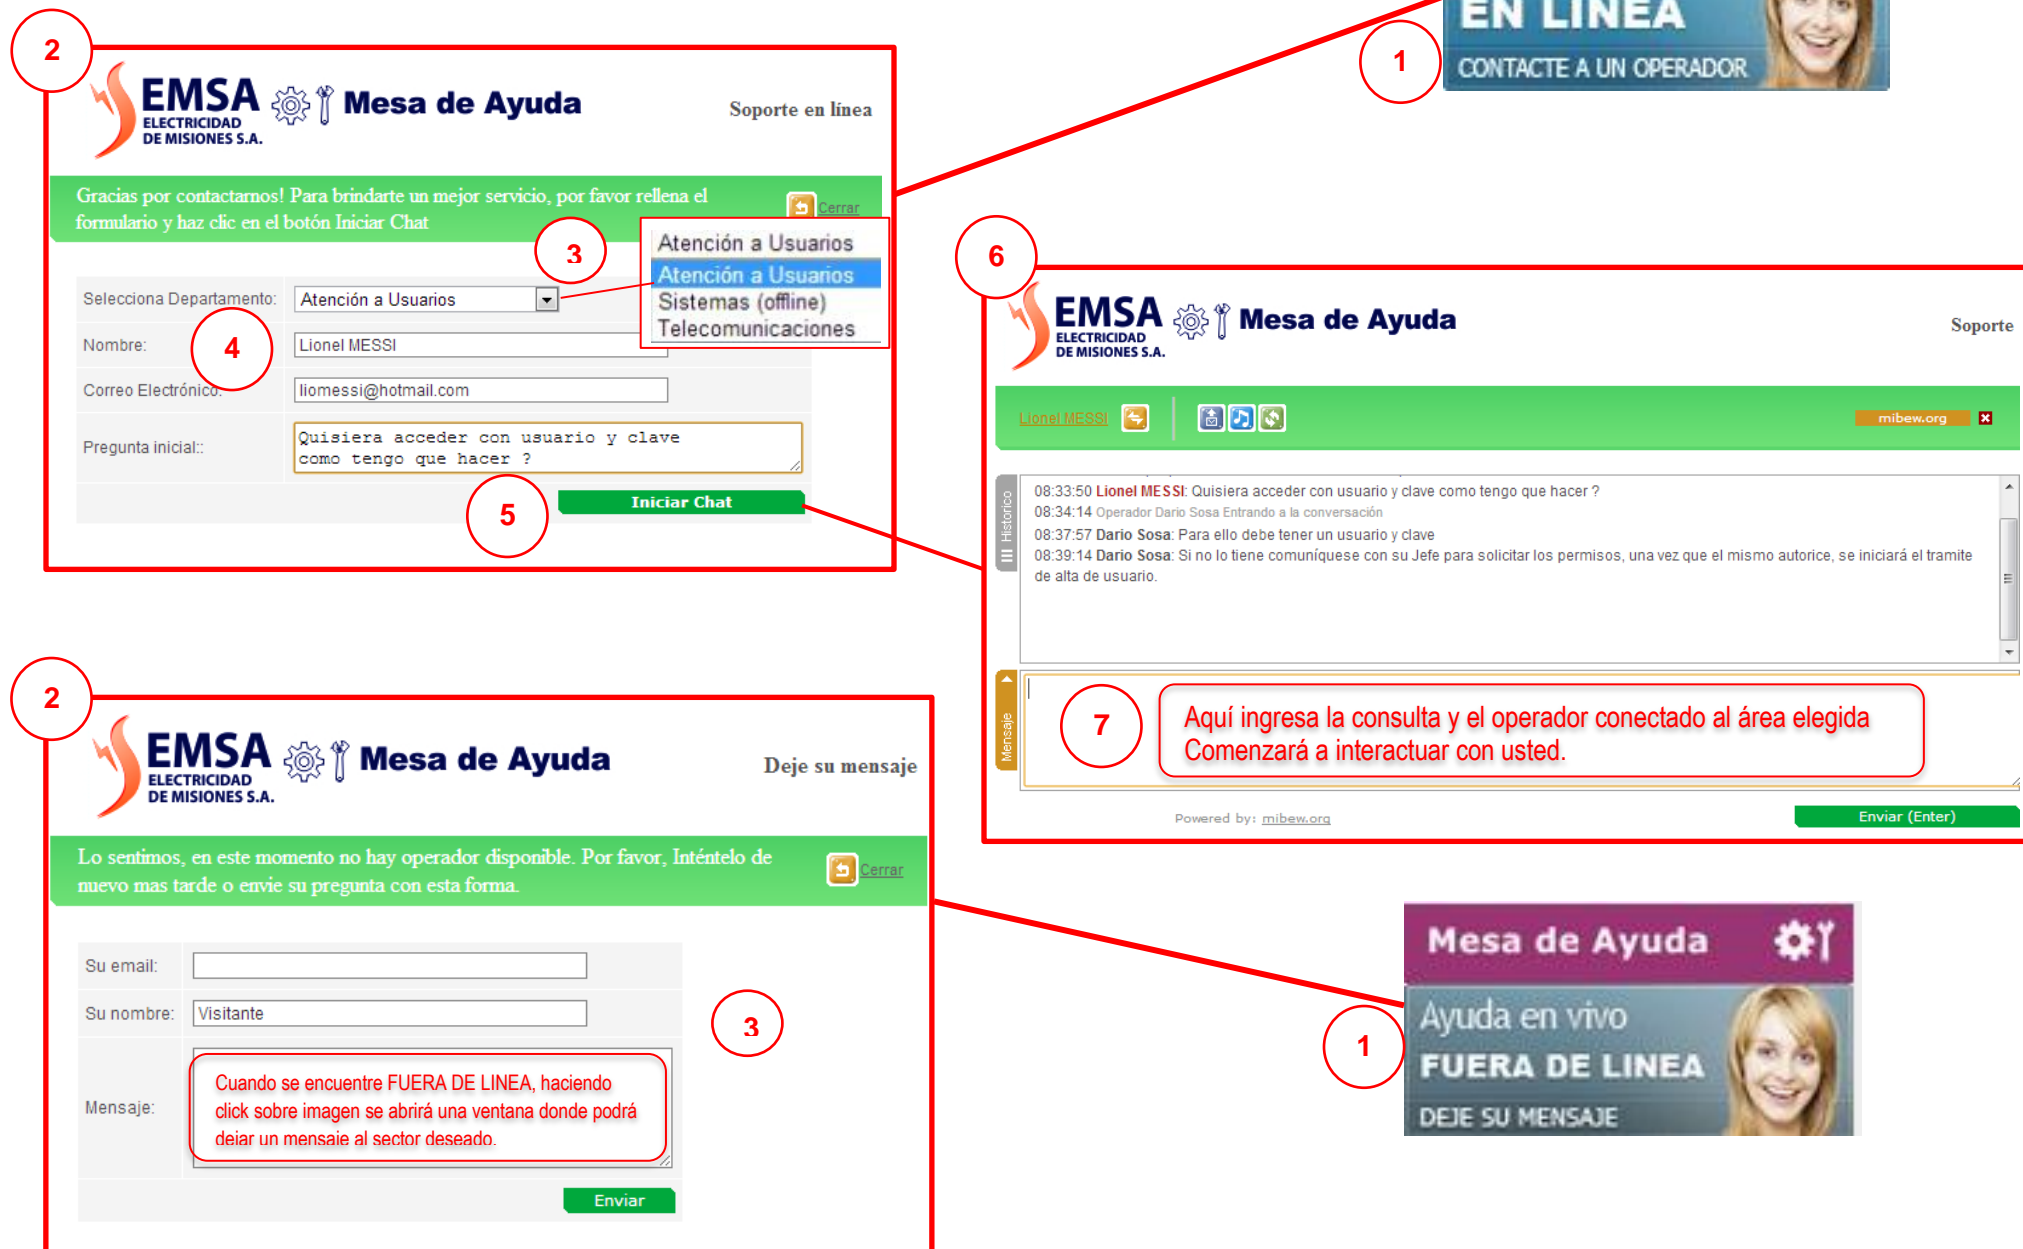 EN LINEA
1
CONTACTE A UN OPERADOR
2
EMSA
ELECTRICIDAD
DE MISIONES S.A.
Mesa de Ayuda
Soporte en línea
Gracias por contactarnos! Para brindarte un mejor servicio, por favor rellena el
formulario y haz clic en el botón Iniciar Chat
Cerrar
3
Atención a Usuarios
Atención a Usuarios
Sistemas (offline)
Telecomunicaciones
Selecciona Departamento:
Atención a Usuarios
4
Nombre:
Lionel MESSI
Correo Electrónico:
liomessi@hotmail.com
Pregunta inicial::
Quisiera acceder con usuario y clave
como tengo que hacer ?
5
Iniciar Chat
6
EMSA
ELECTRICIDAD
DE MISIONES S.A.
Mesa de Ayuda
Soporte
Lionel MESSI
mibew.org
Historico
08:33:50 Lionel MESSI: Quisiera acceder con usuario y clave como tengo que hacer ?
08:34:14 Operador Dario Sosa Entrando a la conversación
08:37:57 Dario Sosa: Para ello debe tener un usuario y clave
08:39:14 Dario Sosa: Si no lo tiene comuníquese con su Jefe para solicitar los permisos, una vez que el mismo autorice, se iniciará el tramite
de alta de usuario.
Mensaje
7
Aquí ingresa la consulta y el operador conectado al área elegida
Comenzará a interactuar con usted.
Powered by: mibew.org
Enviar (Enter)
2
EMSA
ELECTRICIDAD
DE MISIONES S.A.
Mesa de Ayuda
Deje su mensaje
Lo sentimos, en este momento no hay operador disponible. Por favor, Inténtelo de
nuevo mas tarde o envie su pregunta con esta forma.
Cerrar
Su email:
Su nombre:
Visitante
3
Mensaje:
Cuando se encuentre FUERA DE LINEA, haciendo
click sobre imagen se abrirá una ventana donde podrá
dejar un mensaje al sector deseado.
Enviar
Mesa de Ayuda
1
Ayuda en vivo
FUERA DE LINEA
DEJE SU MENSAJE